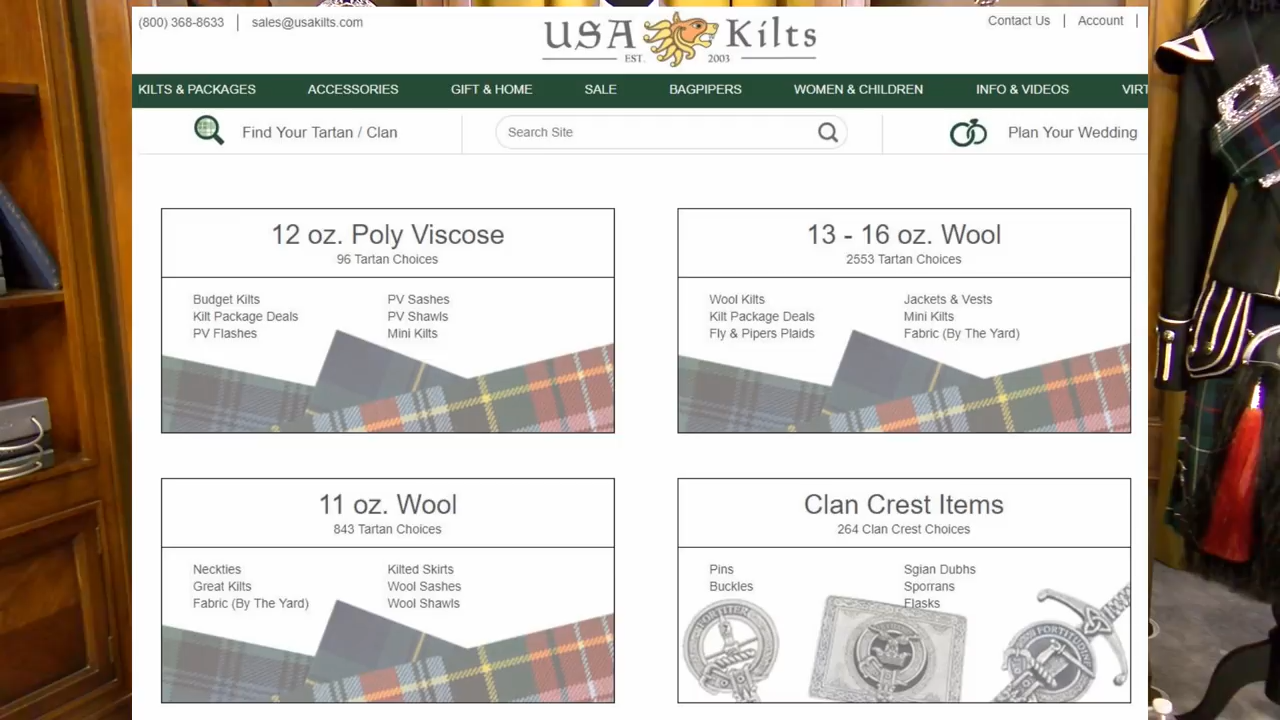 (800) 368-8633 | sales@usakilts.com
USA Kilts
EST. 2003
Contact Us | Account |
KILTS & PACKAGES ACCESSORIES GIFT & HOME SALE BAGPIPERS WOMEN & CHILDREN INFO & VIDEOS VIRT
Find Your Tartan / Clan
Search Site
Plan Your Wedding
12 oz. Poly Viscose
96 Tartan Choices
Budget Kilts PV Sashes
Kilt Package Deals PV Shawls
PV Flashes Mini Kilts
13 - 16 oz. Wool
2553 Tartan Choices
Wool Kilts Jackets & Vests
Kilt Package Deals Mini Kilts
Fly & Pipers Plaids Fabric (By The Yard)
11 oz. Wool
843 Tartan Choices
Neckties Kilted Skirts
Great Kilts Wool Sashes
Fabric (By The Yard) Wool Shawls
Clan Crest Items
264 Clan Crest Choices
Pins Sgian Dubhs
Buckles Sporrans
Flasks
FORTITER
FORTITUDINE